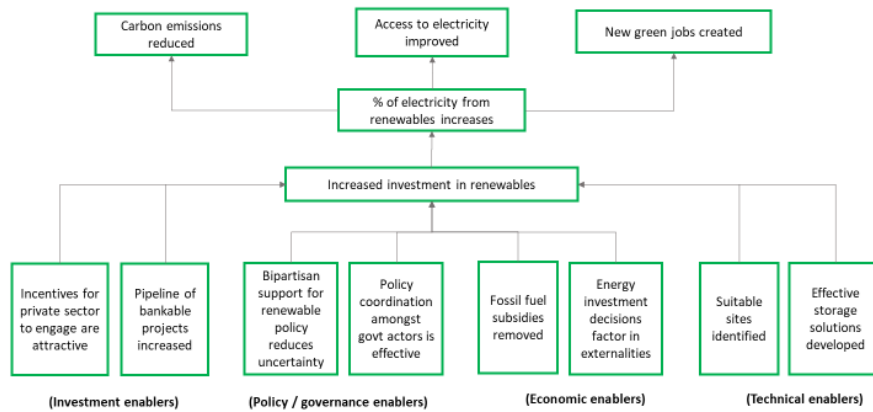 Carbon emissions
reduced
Access to electricity
improved
New green jobs created
% of electricity from
renewables increases
Increased investment in renewables
Incentives for
private sector
to engage are
attractive
Pipeline of
bankable
projects
increased
Bipartisan
support for
renewable
policy
reduces
uncertainty
Policy
coordination
amongst
govt actors is
effective
Fossil fuel
subsidies
removed
Energy
investment
decisions
factor in
externalities
Suitable
sites
identified
Effective
storage
solutions
developed
(Investment enablers)
(Policy / governance enablers)
(Economic enablers)
(Technical enablers)